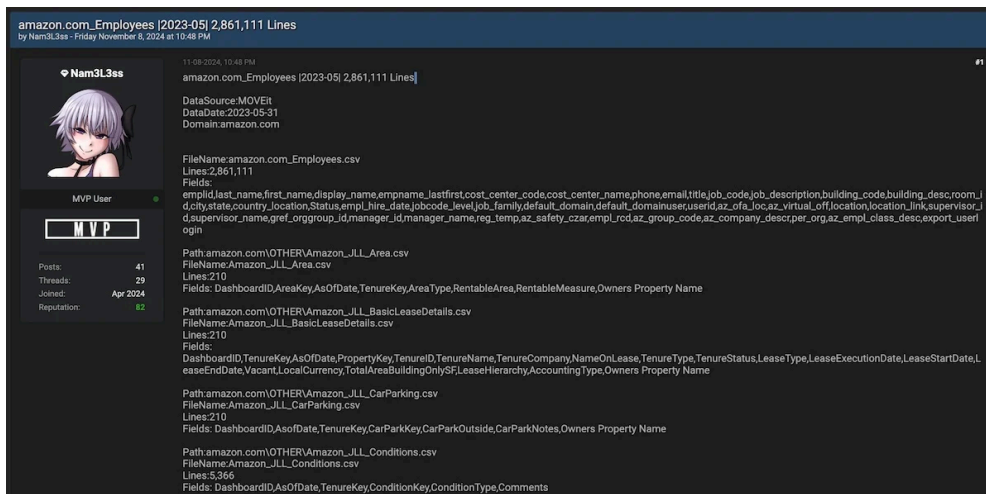 amazon.com_Employees |2023-05| 2,861,111 Lines
by Nam3L3ss - Friday November 8, 2024 at 10:48 PM
Nam3L3ss
MVP User
MVP
Posts: 41
Threads: 29
Joined: Apr 2024
Reputation: 82
11-08-2024, 10:48 PM
#1
amazon.com_Employees |2023-05| 2,861,111 Lines
DataSource:MOVEit
DataDate:2023-05-31
Domain:amazon.com
FileName:amazon.com_Employees.csv
Lines:2,861,111
Fields:
emplid,last_name,first_name,display_name,empname_lastfirst,cost_center_code,cost_center_name,phone,email,title,job_code,job_description,building_code,building_desc,room_i
d,city,state,country_location,Status,empl_hire_date,jobcode_level,job_family,default_domain,default_domainuser,userid,az_ofa_loc,az_virtual_off,location,location_link,supervisor_i
d,supervisor_name,gref_orggroup_id,manager_id,manager_name,reg_temp,az_safety_czar,empl_rcd,az_group_code,az_company_descr,per_org,az_empl_class_desc,export_userl
ogin
Path:amazon.com\OTHER\Amazon_JLL_Area.csv
FileName:Amazon_JLL_Area.csv
Lines:210
Fields: DashboardID,AreaKey,AsOfDate,TenureKey,AreaType,RentableArea,RentableMeasure,Owners Property Name
Path:amazon.com\OTHER\Amazon_JLL_BasicLeaseDetails.csv
FileName:Amazon_JLL_BasicLeaseDetails.csv
Lines:210
Fields:
DashboardID,TenureKey,AsOfDate,PropertyKey,TenureID,TenureName,TenureCompany,NameOnLease,TenureType,TenureStatus,LeaseType,LeaseExecutionDate,LeaseStartDate,L
easeEndDate,Vacant,LocalCurrency,TotalAreaBuildingOnlySF,LeaseHierarchy,AccountingType,Owners Property Name
Path:amazon.com\OTHER\Amazon_JLL_CarParking.csv
FileName:Amazon_JLL_CarParking.csv
Lines:210
Fields: DashboardID,AsofDate,TenureKey,CarParkKey,CarParkOutside,CarParkNotes,Owners Property Name
Path:amazon.com\OTHER\Amazon_JLL_Conditions.csv
FileName:Amazon_JLL_Conditions.csv
Lines:5,366
Fields: DashboardID,AsOfDate,TenureKey,ConditionKey,ConditionType,Comments